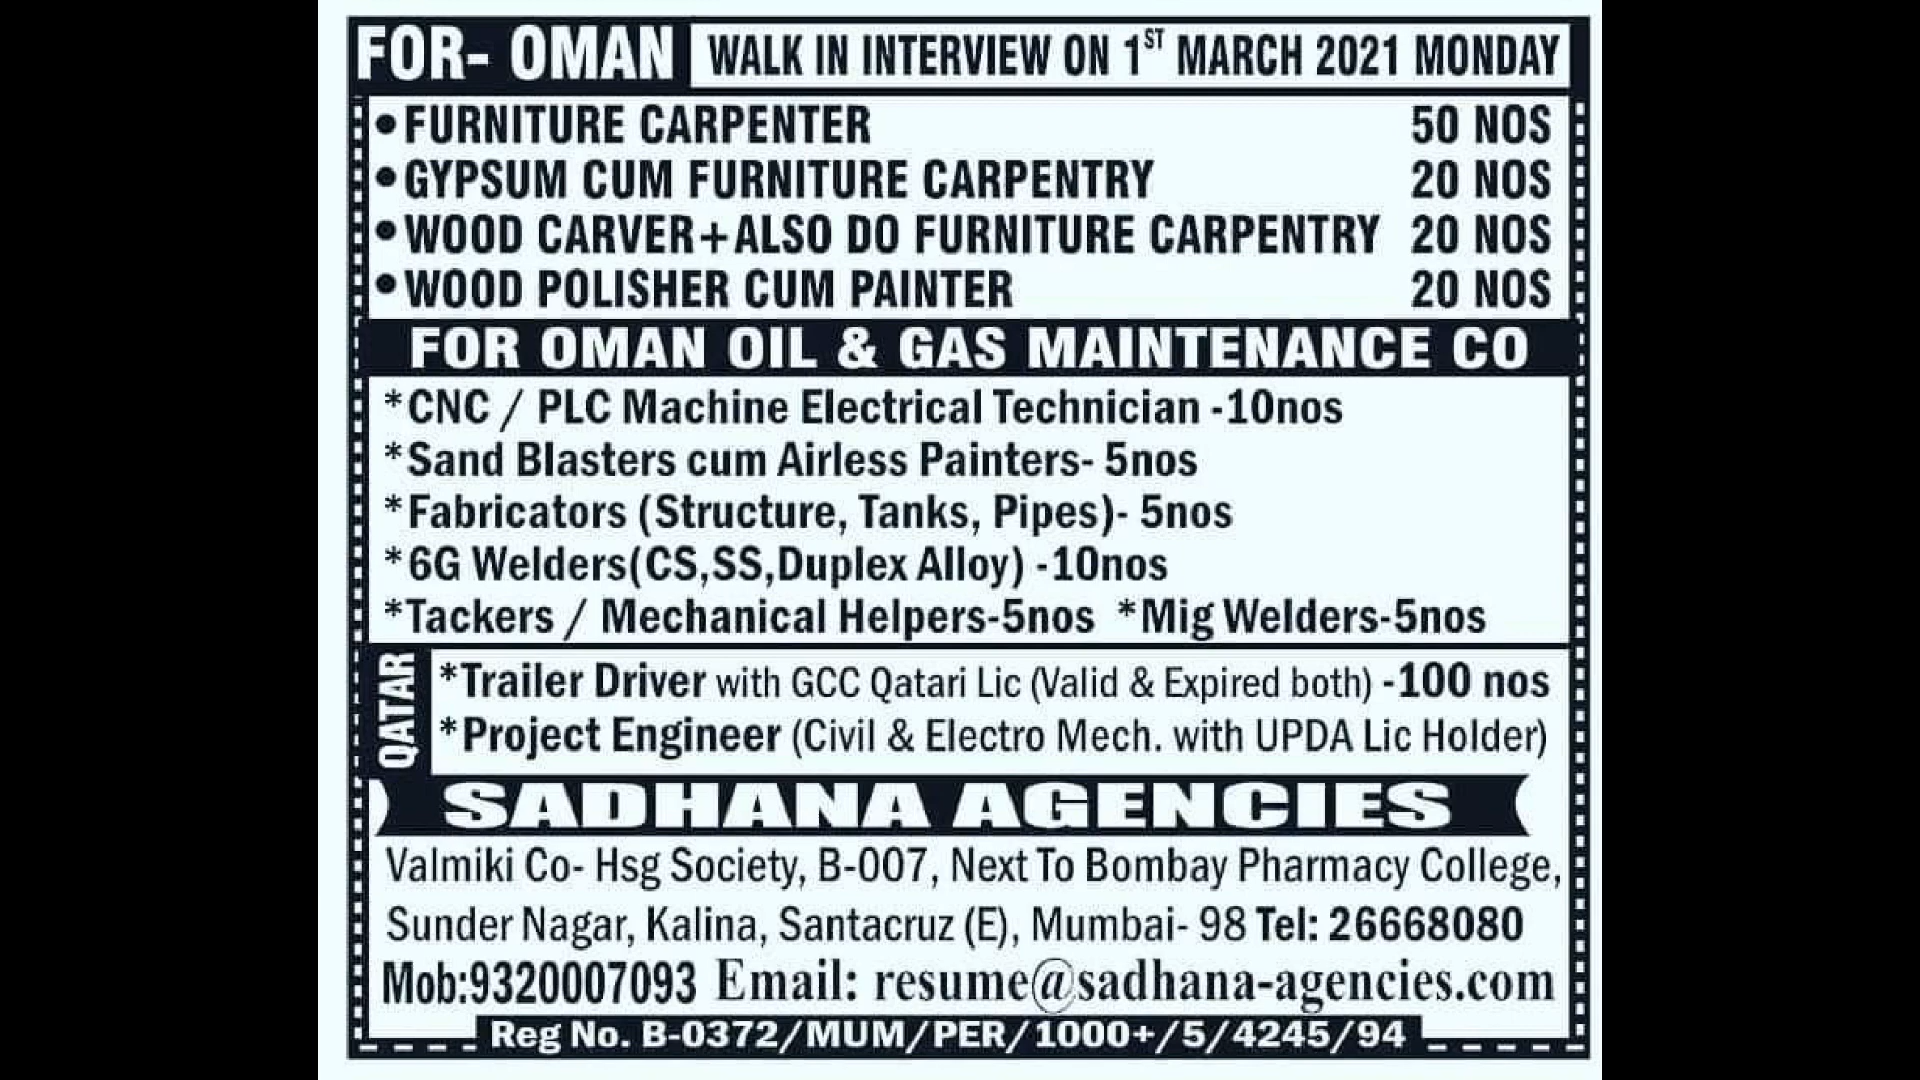 FOR- OMAN WALK IN INTERVIEW ON 1ST MARCH 2021 MONDAY
• FURNITURE CARPENTER 50 NOS
• GYPSUM CUM FURNITURE CARPENTRY 20 NOS
• WOOD CARVER+ALSO DO FURNITURE CARPENTRY 20 NOS
• WOOD POLISHER CUM PAINTER 20 NOS
FOR OMAN OIL & GAS MAINTENANCE CO
*CNC / PLC Machine Electrical Technician -10nos
*Sand Blasters cum Airless Painters- 5nos
*Fabricators (Structure, Tanks, Pipes)- 5nos
*6G Welders(CS,SS,Duplex Alloy) -10nos
*Tackers / Mechanical Helpers-5nos *Mig Welders-5nos
QATAR
*Trailer Driver with GCC Qatari Lic (Valid & Expired both) -100 nos
*Project Engineer (Civil & Electro Mech. with UPDA Lic Holder)
SADHANA AGENCIES
Valmiki Co- Hsg Society, B-007, Next To Bombay Pharmacy College,
Sunder Nagar, Kalina, Santacruz (E), Mumbai- 98 Tel: 26668080
Mob:9320007093 Email: resume@sadhana-agencies.com
Reg No. B-0372/MUM/PER/1000+/5/4245/94